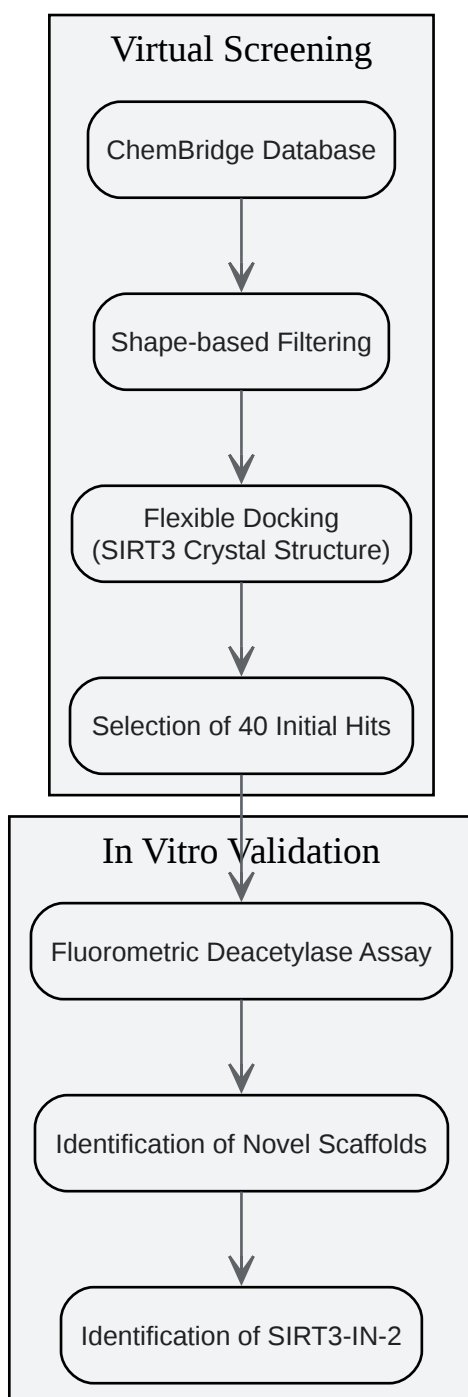 Virtual Screening
ChemBridge Database
Shape-based Filtering
Flexible Docking
(SIRT3 Crystal Structure)
Selection of 40 Initial Hits
In Vitro Validation
Fluorometric Deacetylase Assay
Identification of Novel Scaffolds
Identification of SIRT3-IN-2